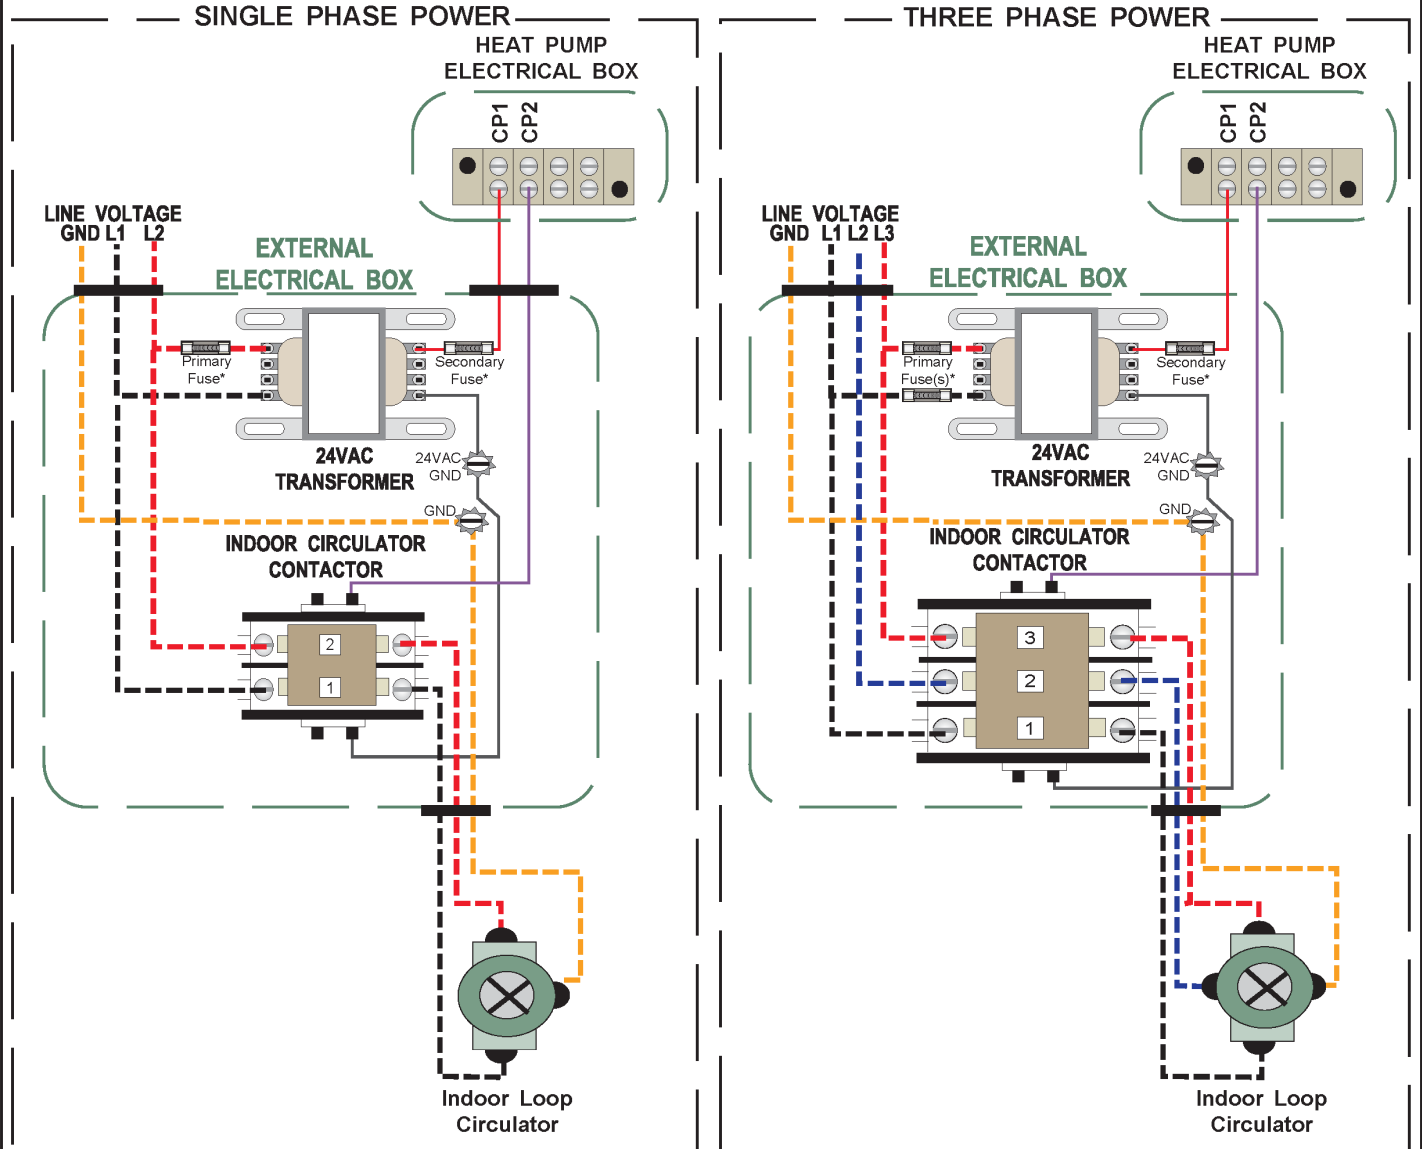 SINGLE PHASE POWER
HEAT PUMP
ELECTRICAL BOX
CP1
CP2
LINE VOLTAGE
GND L1 L2
EXTERNAL
ELECTRICAL BOX
Primary
Fuse*
Secondary
Fuse*
24VAC
TRANSFORMER
24VAC
GND
GND
INDOOR CIRCULATOR
CONTACTOR
2
1
Indoor Loop
Circulator
THREE PHASE POWER
HEAT PUMP
ELECTRICAL BOX
CP1
CP2
LINE VOLTAGE
GND L1 L2 L3
EXTERNAL
ELECTRICAL BOX
Primary
Fuse(s)*
Secondary
Fuse*
24VAC
TRANSFORMER
24VAC
GND
GND
INDOOR CIRCULATOR
CONTACTOR
3
2
1
Indoor Loop
Circulator